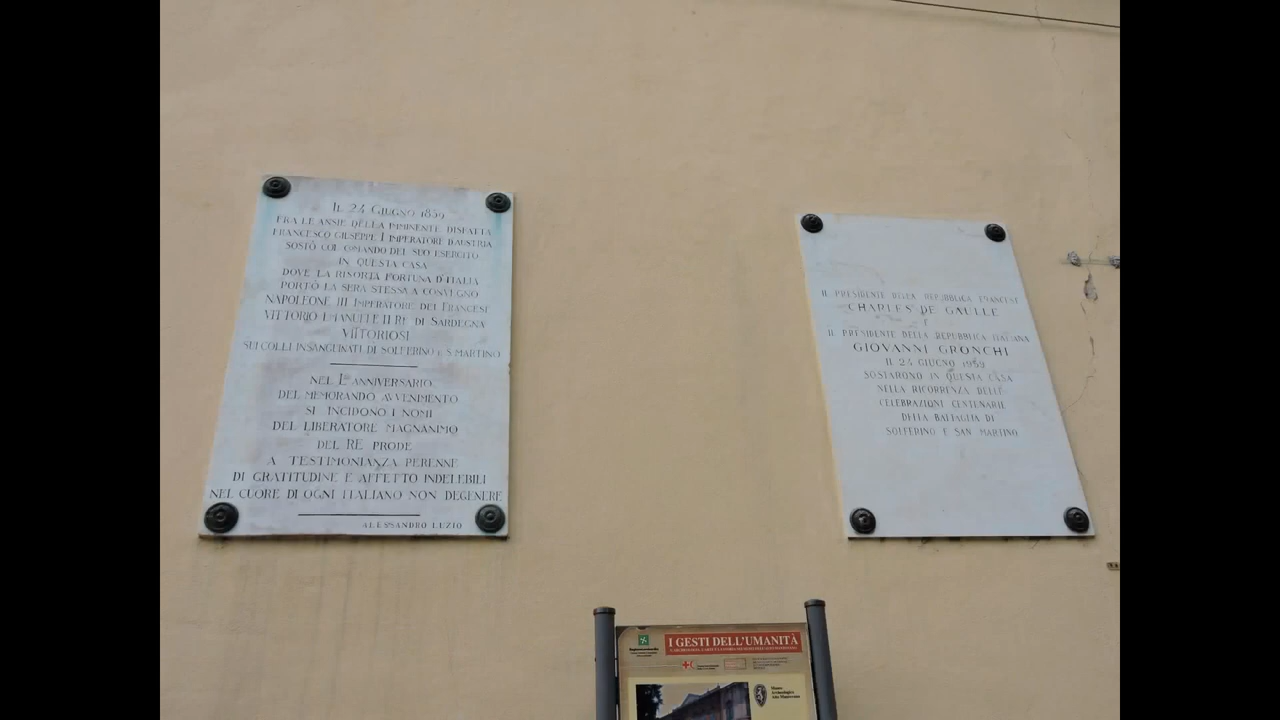 IL 24 GIUGNO 1859
FRA LE ANSIE DELLA IMMINENTE DISFATTA
FRANCESCO GIUSEPPE I IMPERATORE D'AUSTRIA
SOSTÒ COL COMANDO DEL SUO ESERCITO
IN QUESTA CASA
DOVE LA RISORTA FORTUNA D'ITALIA
PORTÒ LA SERA STESSA A CONVEGNO
NAPOLEONE III IMPERATORE DEI FRANCESI
VITTORIO EMANUELE II RE DI SARDEGNA
VITTORIOSI
SUI COLLI INSANGUINATI DI SOLFERINO E S. MARTINO
NEL L° ANNIVERSARIO
DEL MEMORANDO AVVENIMENTO
SI INCIDONO I NOMI
DEL LIBERATORE MAGNANIMO
DEL RE PRODE
A TESTIMONIANZA PERENNE
DI GRATITUDINE E AFFETTO INDELEBILI
NEL CUORE DI OGNI ITALIANO NON DEGENERE
ALESSANDRO LUZIO
IL PRESIDENTE DELLA REPUBBLICA FRANCESE
CHARLES DE GAULLE
E
IL PRESIDENTE DELLA REPUBBLICA ITALIANA
GIOVANNI GRONCHI
IL 24 GIUGNO 1959
SOSTARONO IN QUESTA CASA
NELLA RICORRENZA DELLE
CELEBRAZIONI CENTENARIE
DELLA BATTAGLIA DI
SOLFERINO E SAN MARTINO
I GESTI DELL'UMANITÀ
RegioneLombardia
Museo
Archeologico
Alto Mantovano